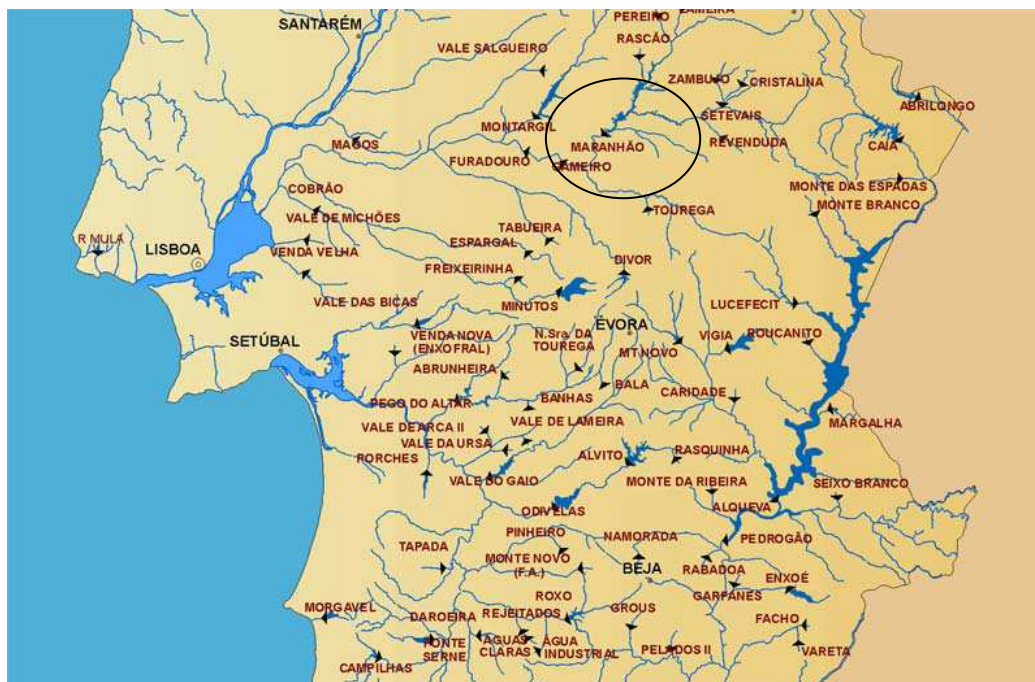 PEREIRO
SANTARÉM
RASCÃO
VALE SALGUEIRO
ZAMBUJO
CRISTALINA
ABRILONGO
SETEVAIS
MONTARGIL
MAGOS
MARANHÃO
REVENDUDA
CAIA
FURADOURO
GAMEIRO
MONTE DAS ESPADAS
COBRÃO
MONTE BRANCO
VALE DE MICHÕES
TABUEIRA
TOUREGA
R MULA
LISBOA
ESPARGAL
VENDA VELHA
DIVOR
FREIXEIRINHA
VALE DAS BICAS
MINUTOS
LUCEFECIT
ÉVORA
SETÚBAL
VENDA NOVA
(ENXOFRAL)
N.Sra. DA
TOUREGA
VIGIA
MT NOVO
ABRUNHEIRA
BALA
CARIDADE
PEGO DO ALTAR
BANHAS
VALE DE ARCA II
VALE DE LAMEIRA
MARGALHA
VALE DA URSA
PORCHES
ALVITO
RASQUINHA
VALE DO GAIO
MONTE DA RIBEIRA
SEIXO BRANCO
ODIVELAS
ALQUEVA
PINHEIRO
NAMORADA
PEDROGÃO
TAPADA
MONTE NOVO
(F.A.)
BEJA
RABADOA
ENXOÉ
ROXO
GARFANES
MORGAVEL
DAROEIRA
REJEITADOS
GROUS
FACHO
FONTE
SERNE
AGUAS
CLARAS
ÁGUA
INDUSTRIAL
PELADOS II
VARETA
CAMPILHAS